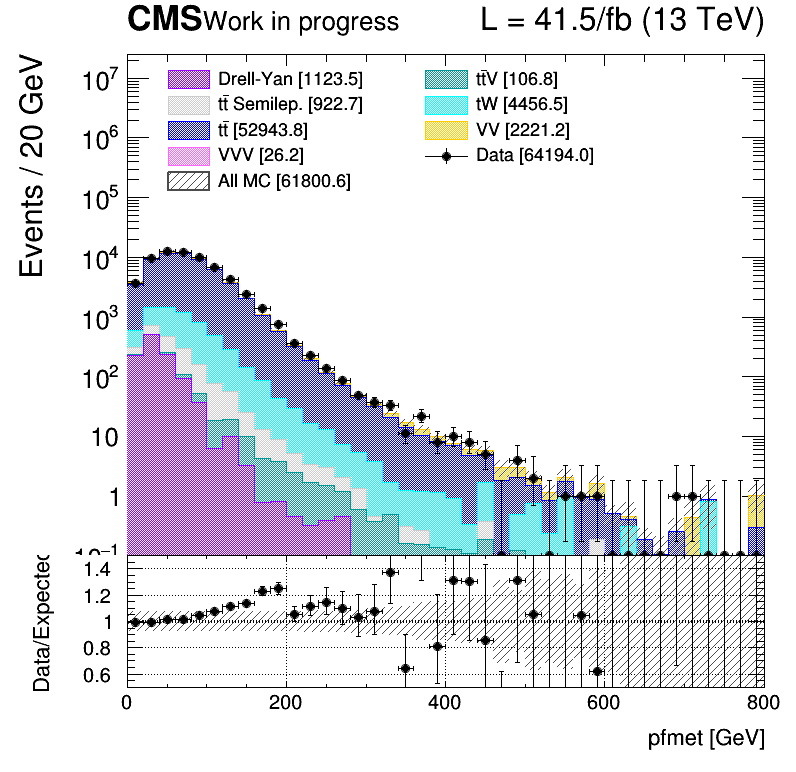 CMS Work in progress L = 41.5/fb (13 TeV)
Events / 20 GeV
Drell-Yan [1123.5]
tt̄ Semilep. [922.7]
tt̄ [52943.8]
VVV [26.2]
All MC [61800.6]
tt̄V [106.8]
tW [4456.5]
VV [2221.2]
Data [64194.0]
10⁷
10⁶
10⁵
10⁴
10³
10²
10
1
10⁻¹
Data/Expected
1.4
1.2
1
0.8
0.6
0 200 400 600 800
pfmet [GeV]